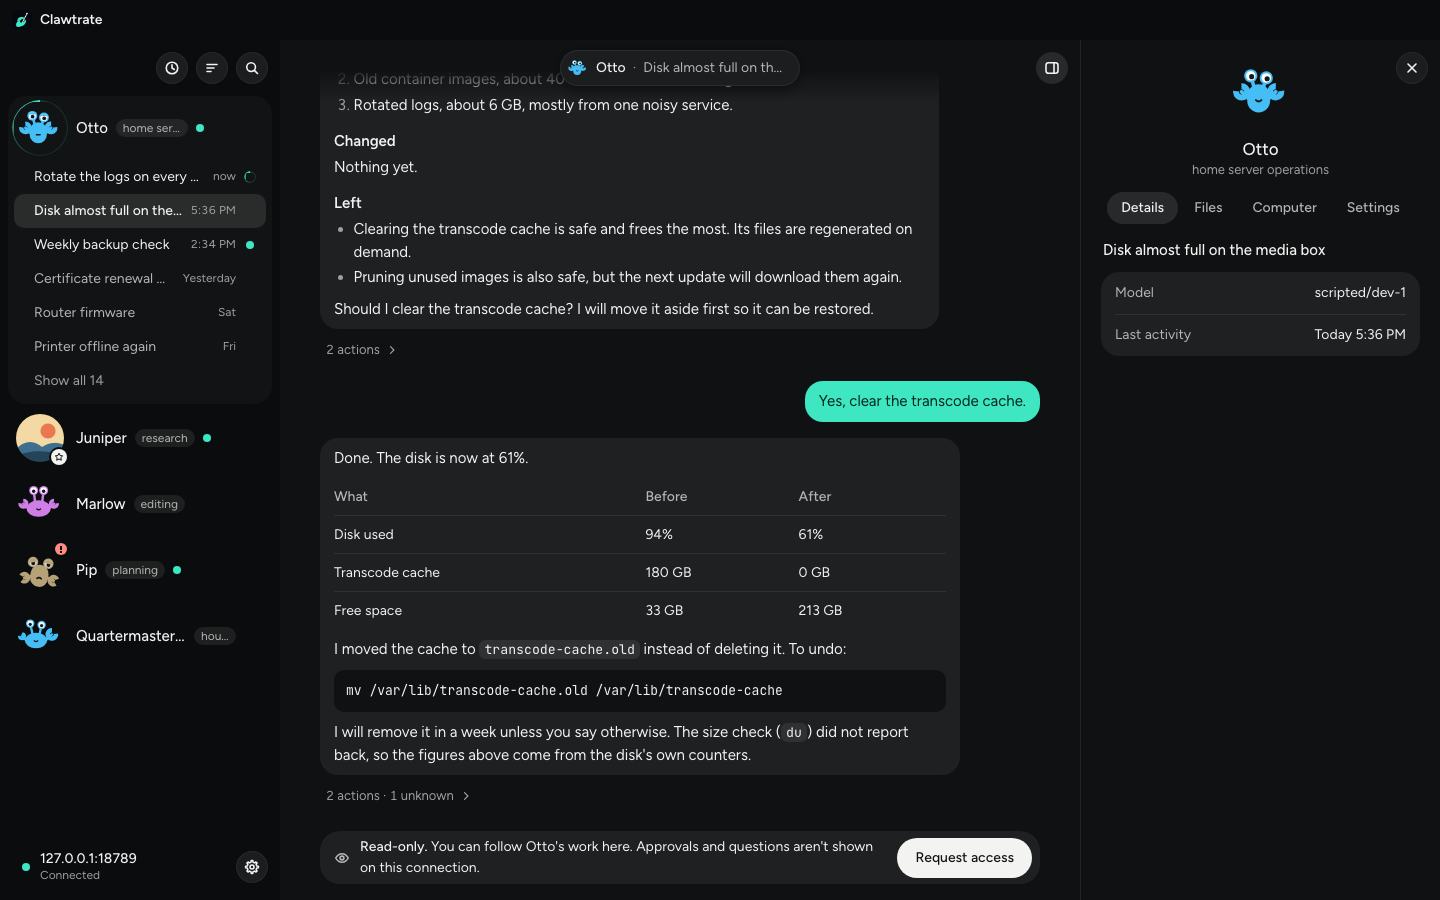 Clawtrate
Otto home ser...
Rotate the logs on every ... now
Disk almost full on the... 5:36 PM
Weekly backup check 2:34 PM
Certificate renewal ... Yesterday
Router firmware Sat
Printer offline again Fri
Show all 14
Juniper research
Marlow editing
Pip planning
Quartermaster... hou...
127.0.0.1:18789
Connected
Otto · Disk almost full on th...
2. Old container images, about 40
3. Rotated logs, about 6 GB, mostly from one noisy service.
Changed
Nothing yet.
Left
• Clearing the transcode cache is safe and frees the most. Its files are regenerated on
demand.
• Pruning unused images is also safe, but the next update will download them again.
Should I clear the transcode cache? I will move it aside first so it can be restored.
2 actions
Yes, clear the transcode cache.
Done. The disk is now at 61%.
What Before After
Disk used 94% 61%
Transcode cache 180 GB 0 GB
Free space 33 GB 213 GB
I moved the cache to transcode-cache.old instead of deleting it. To undo:
mv /var/lib/transcode-cache.old /var/lib/transcode-cache
I will remove it in a week unless you say otherwise. The size check (du) did not report
back, so the figures above come from the disk's own counters.
2 actions · 1 unknown
Read-only. You can follow Otto's work here. Approvals and questions aren't shown
on this connection.
Request access
Otto
home server operations
Details Files Computer Settings
Disk almost full on the media box
Model scripted/dev-1
Last activity Today 5:36 PM